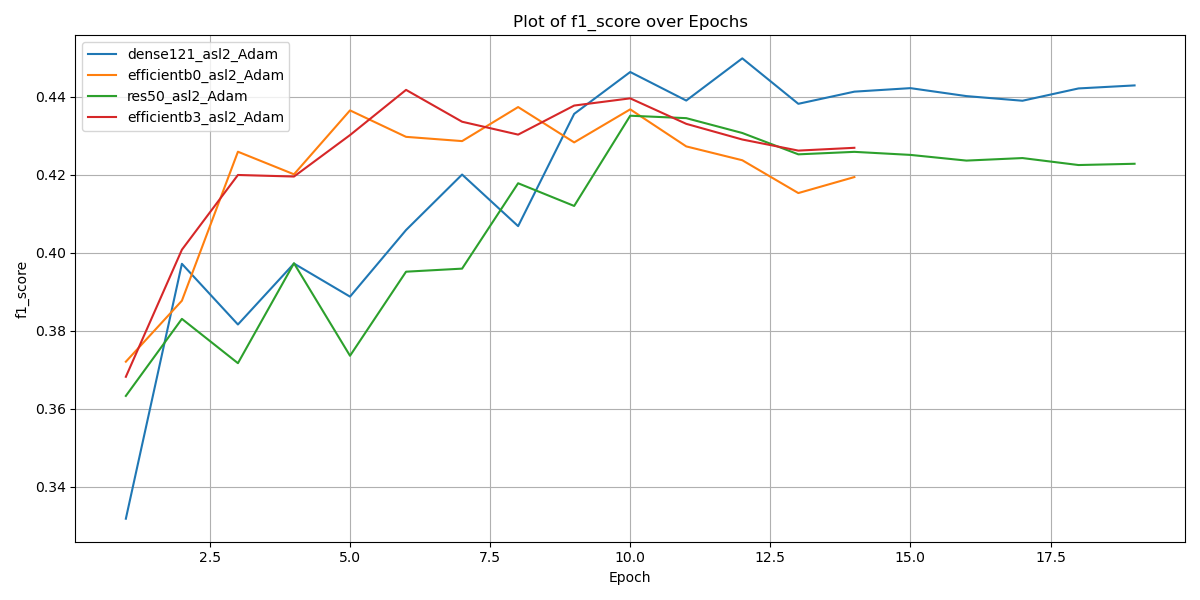 Plot of f1_score over Epochs
dense121_asl2_Adam
efficientb0_asl2_Adam
res50_asl2_Adam
efficientb3_asl2_Adam
f1_score
0.44
0.42
0.40
0.38
0.36
0.34
2.5 5.0 7.5 10.0 12.5 15.0 17.5
Epoch